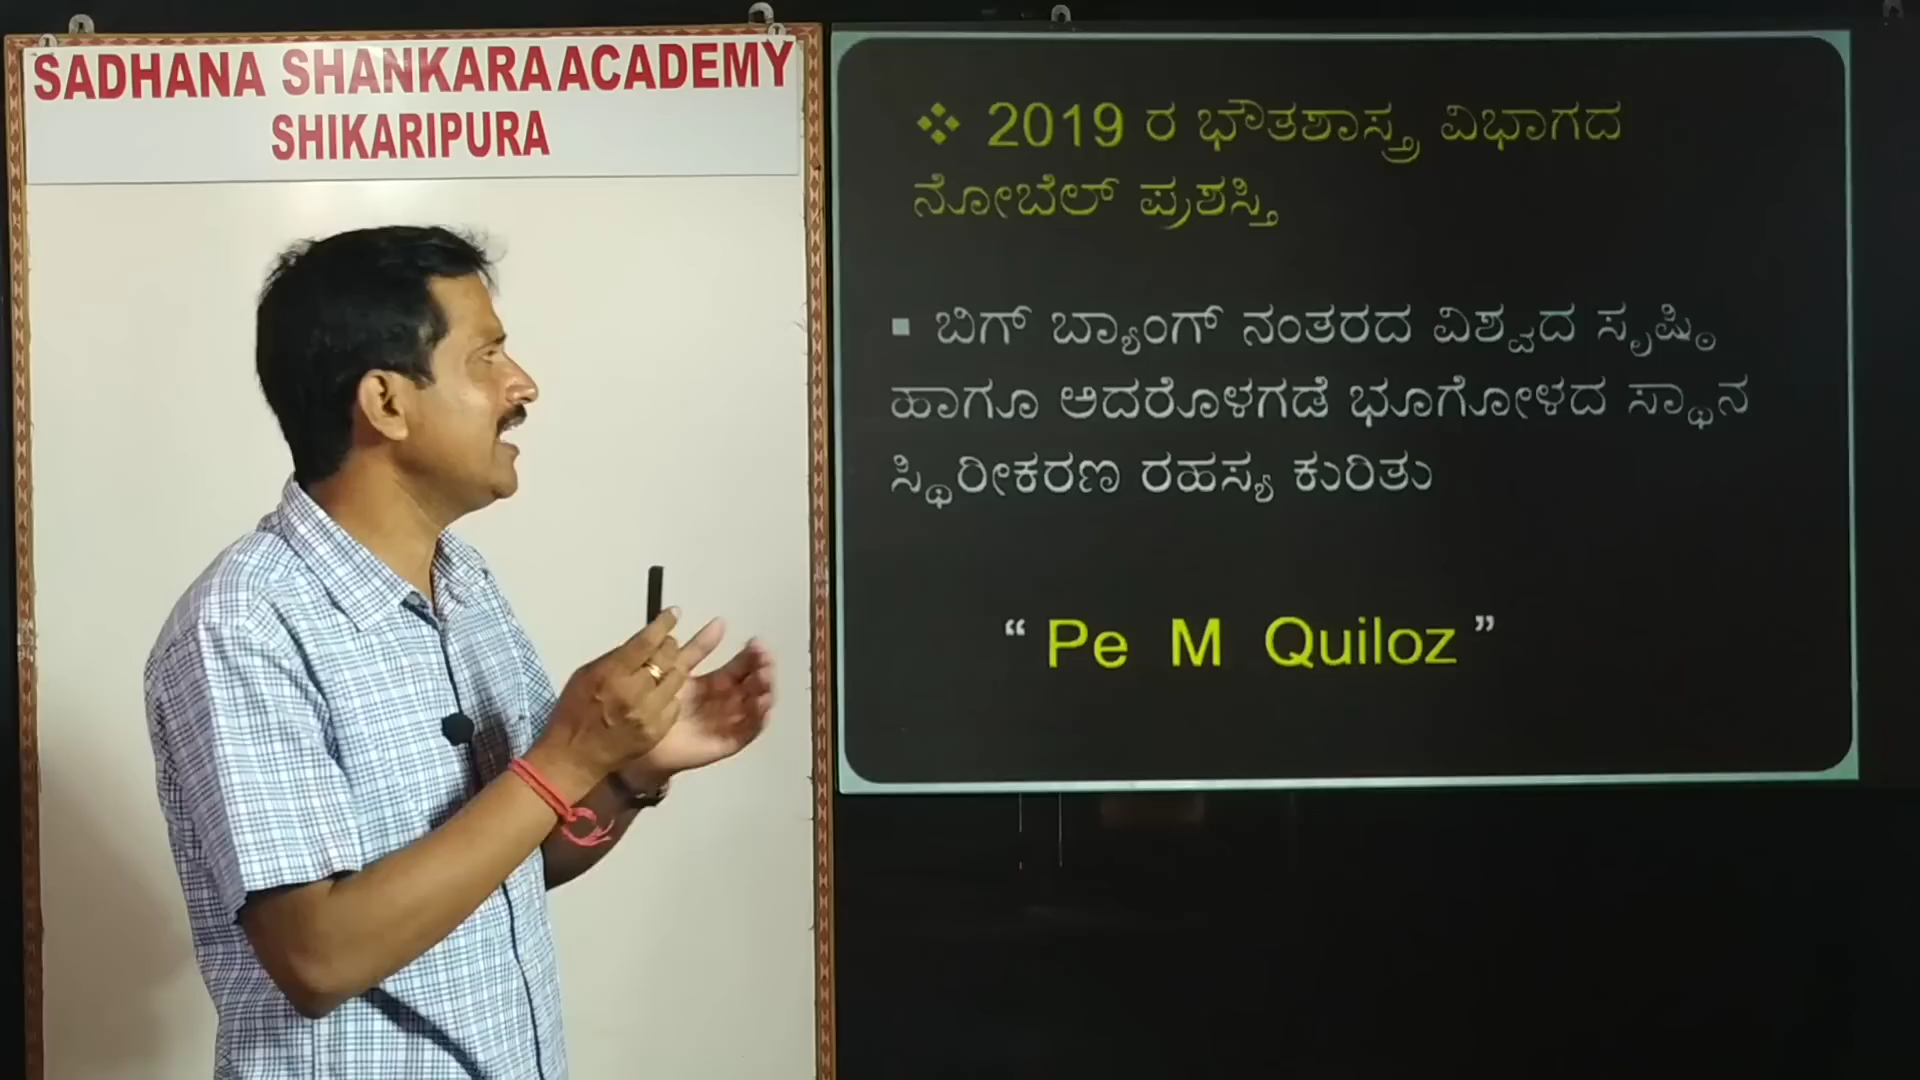 SADHANA SHANKARA ACADEMY
SHIKARIPURA
❖ 2019 ರ ಭೌತಶಾಸ್ತ್ರ ವಿಭಾಗದ
ನೋಬೆಲ್ ಪ್ರಶಸ್ತಿ
▪ ಬಿಗ್ ಬ್ಯಾಂಗ್ ನಂತರದ ವಿಶ್ವದ ಸೃಷ್ಠಿ
ಹಾಗೂ ಅದರೊಳಗಡೆ ಭೂಗೋಳದ ಸ್ಥಾನ
ಸ್ಥಿರೀಕರಣ ರಹಸ್ಯ ಕುರಿತು
“ Pe M Quiloz ”